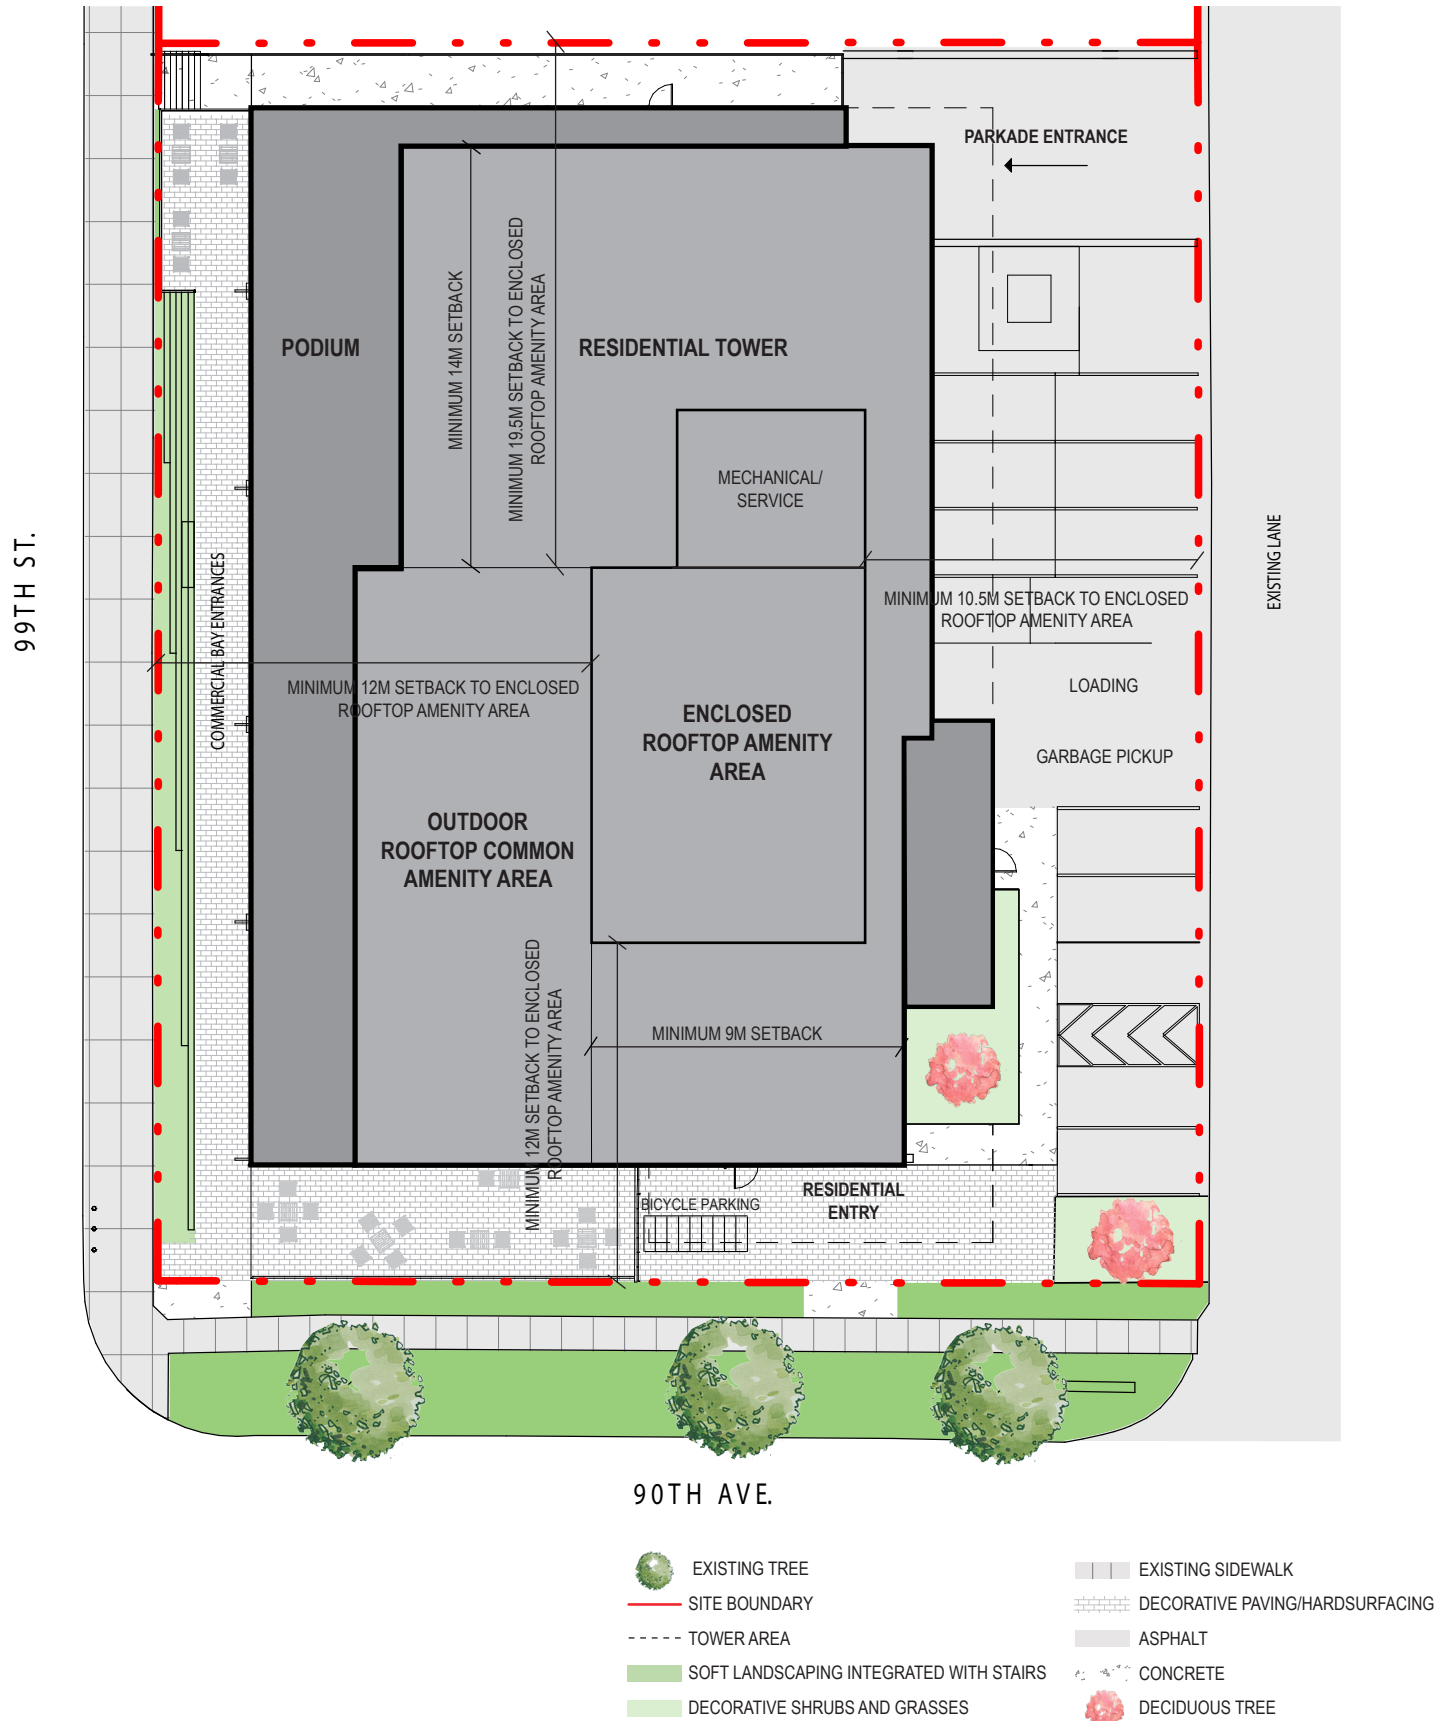 PARKADE ENTRANCE
MINIMUM 14M SETBACK
MINIMUM 19.5M SETBACK TO ENCLOSED
ROOFTOP AMENITY AREA
PODIUM
RESIDENTIAL TOWER
MECHANICAL/
SERVICE
99TH ST.
COMMERCIAL BAY ENTRANCES
EXISTING LANE
MINIMUM 10.5M SETBACK TO ENCLOSED
ROOFTOP AMENITY AREA
MINIMUM 12M SETBACK TO ENCLOSED
ROOFTOP AMENITY AREA
LOADING
ENCLOSED
ROOFTOP AMENITY
AREA
GARBAGE PICKUP
OUTDOOR
ROOFTOP COMMON
AMENITY AREA
MINIMUM 12M SETBACK TO ENCLOSED
ROOFTOP AMENITY AREA
MINIMUM 9M SETBACK
BICYCLE PARKING
RESIDENTIAL
ENTRY
90TH AVE.
EXISTING TREE
SITE BOUNDARY
TOWER AREA
SOFT LANDSCAPING INTEGRATED WITH STAIRS
DECORATIVE SHRUBS AND GRASSES
EXISTING SIDEWALK
DECORATIVE PAVING/HARDSURFACING
ASPHALT
CONCRETE
DECIDUOUS TREE